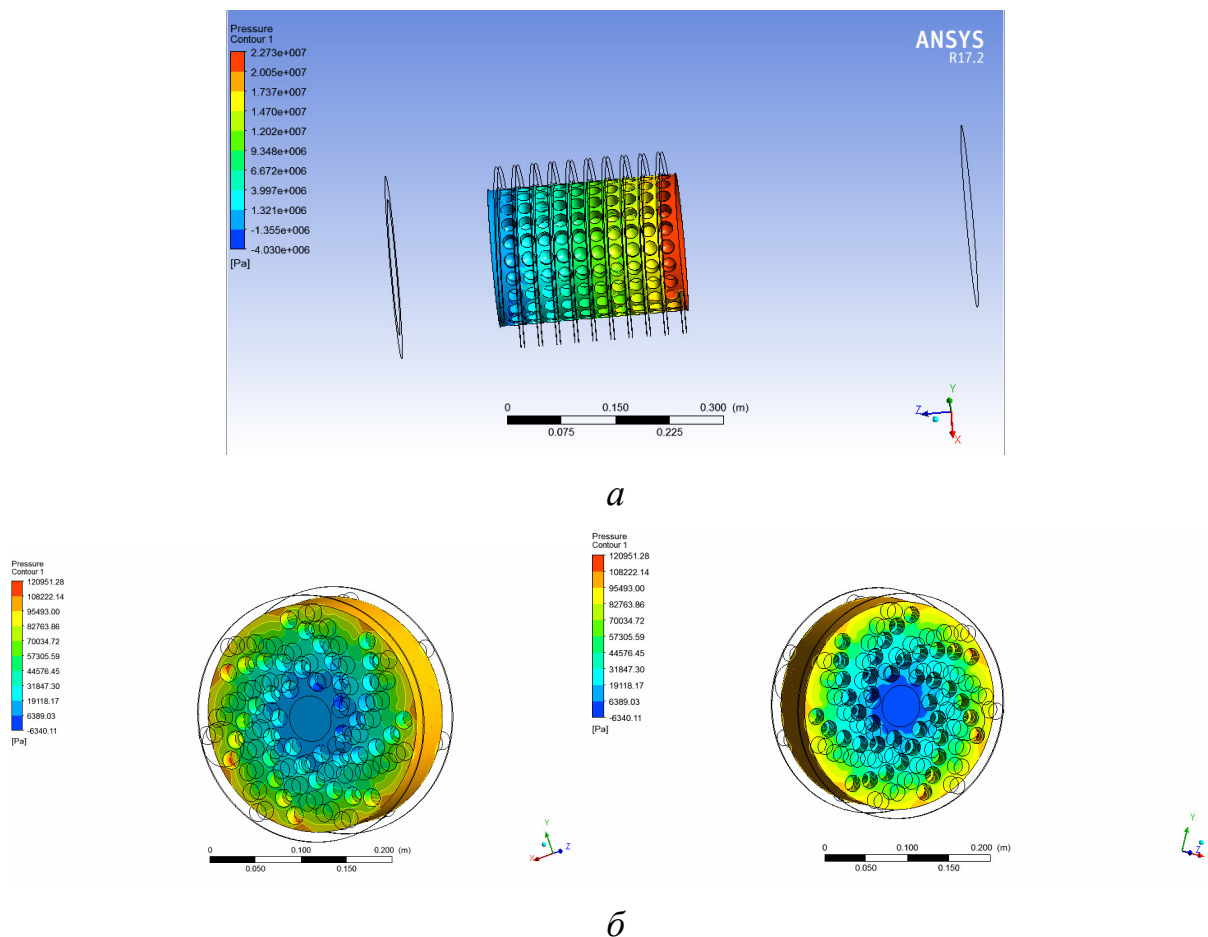 Pressure
Contour 1
2.273e+007
2.005e+007
1.737e+007
1.470e+007
1.202e+007
9.348e+006
6.672e+006
3.997e+006
1.321e+006
-1.355e+006
-4.030e+006
[Pa]
ANSYS
R17.2
0 0.150 0.300 (m)
0.075 0.225
Y
Z
X
а
Pressure
Contour 1
120951.28
108222.14
95493.00
82763.86
70034.72
57305.59
44576.45
31847.30
19118.17
6389.03
-6340.11
[Pa]
0 0.100 0.200 (m)
0.050 0.150
Y
X Z
Pressure
Contour 1
120951.28
108222.14
95493.00
82763.86
70034.72
57305.59
44576.45
31847.30
19118.17
6389.03
-6340.11
[Pa]
0 0.100 0.200 (m)
0.050 0.150
Y
Z
б